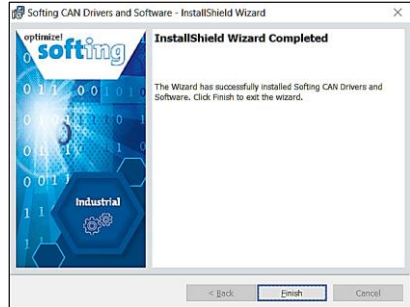 Softing CAN Drivers and Software - InstallShield Wizard
optimize!
softing
InstallShield Wizard Completed
The Wizard has successfully installed Softing CAN Drivers and
Software. Click Finish to exit the wizard.
Industrial
< Back
Finish
Cancel